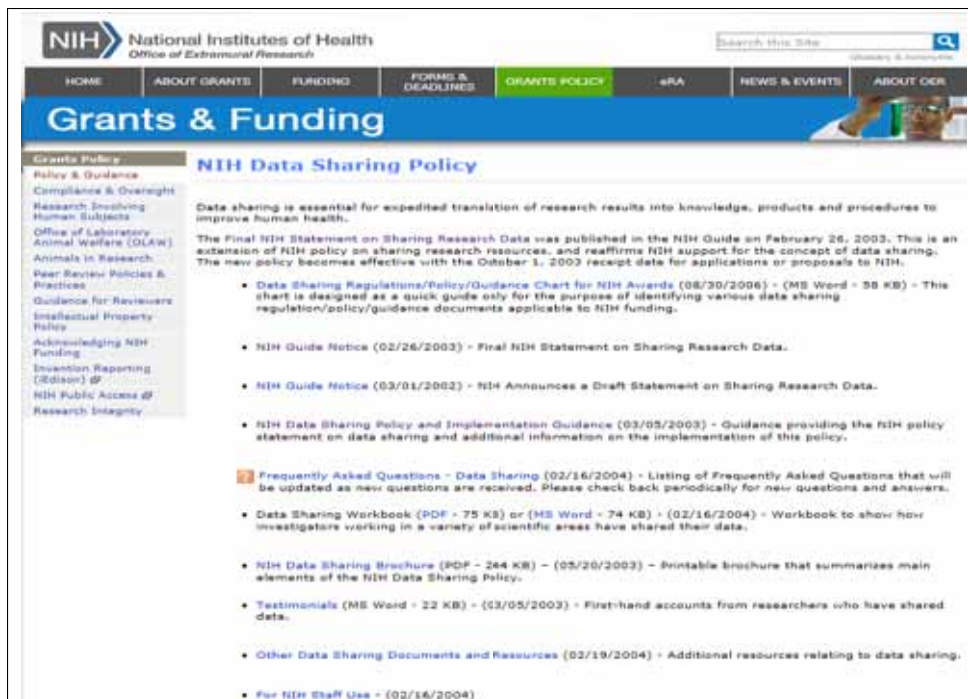 NIH National Institutes of Health
Office of Extramural Research
Search this Site
Glossary & Acronyms
HOME ABOUT GRANTS FUNDING FORMS & DEADLINES GRANTS POLICY eRA NEWS & EVENTS ABOUT OER
Grants & Funding
Grants Policy
Policy & Guidance
Compliance & Oversight
Research Involving
Human Subjects
Office of Laboratory
Animal Welfare (OLAW)
Animals in Research
Peer Review Policies &
Practices
Guidance for Reviewers
Intellectual Property
Policy
Acknowledging NIH
Funding
Invention Reporting
(iEdison)
NIH Public Access
Research Integrity
NIH Data Sharing Policy
Data sharing is essential for expedited translation of research results into knowledge, products and procedures to
improve human health.
The Final NIH Statement on Sharing Research Data was published in the NIH Guide on February 26, 2003. This is an
extension of NIH policy on sharing research resources, and reaffirms NIH support for the concept of data sharing.
The new policy becomes effective with the October 1, 2003 receipt date for applications or proposals to NIH.
• Data Sharing Regulations/Policy/Guidance Chart for NIH Awards (08/30/2006) - (MS Word - 58 KB) - This
chart is designed as a quick guide only for the purpose of identifying various data sharing
regulation/policy/guidance documents applicable to NIH funding.
• NIH Guide Notice (02/26/2003) - Final NIH Statement on Sharing Research Data.
• NIH Guide Notice (03/01/2002) - NIH Announces a Draft Statement on Sharing Research Data.
• NIH Data Sharing Policy and Implementation Guidance (03/05/2003) - Guidance providing the NIH policy
statement on data sharing and additional information on the implementation of this policy.
? Frequently Asked Questions - Data Sharing (02/16/2004) - Listing of Frequently Asked Questions that will
be updated as new questions are received. Please check back periodically for new questions and answers.
• Data Sharing Workbook (PDF - 75 KB) or (MS Word - 74 KB) - (02/16/2004) - Workbook to show how
investigators working in a variety of scientific areas have shared their data.
• NIH Data Sharing Brochure (PDF - 244 KB) - (05/20/2003) - Printable brochure that summarizes main
elements of the NIH Data Sharing Policy.
• Testimonials (MS Word - 22 KB) - (03/05/2003) - First-hand accounts from researchers who have shared
data.
• Other Data Sharing Documents and Resources (02/19/2004) - Additional resources relating to data sharing.
• For NIH Staff Use - (02/16/2004)